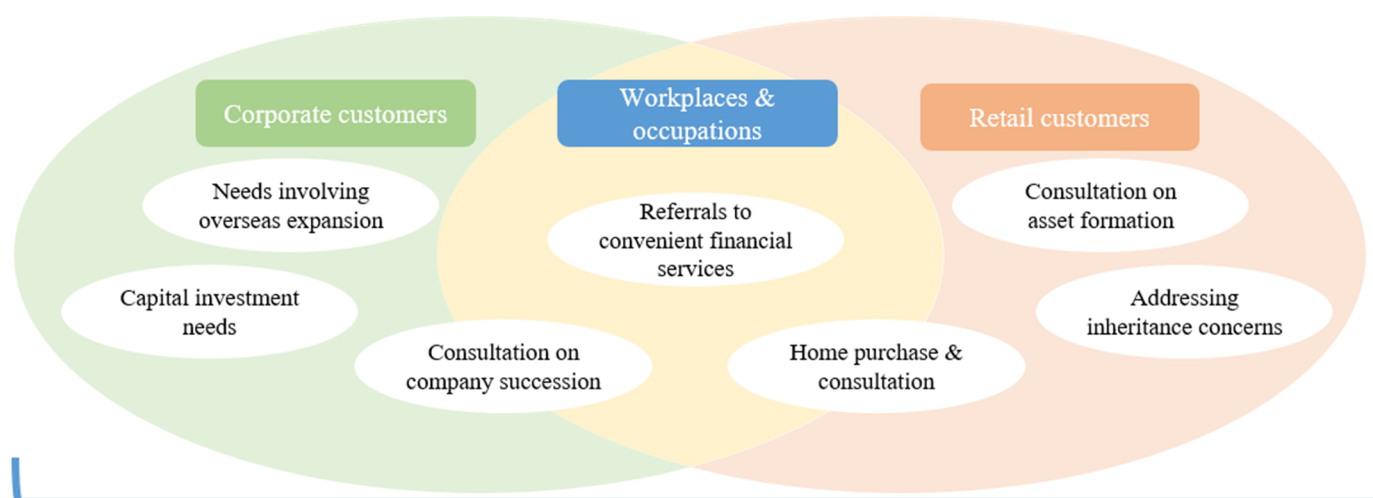 Corporate customers
Workplaces &
occupations
Retail customers
Needs involving
overseas expansion
Referrals to
convenient financial
services
Consultation on
asset formation
Capital investment
needs
Addressing
inheritance concerns
Consultation on
company succession
Home purchase &
consultation